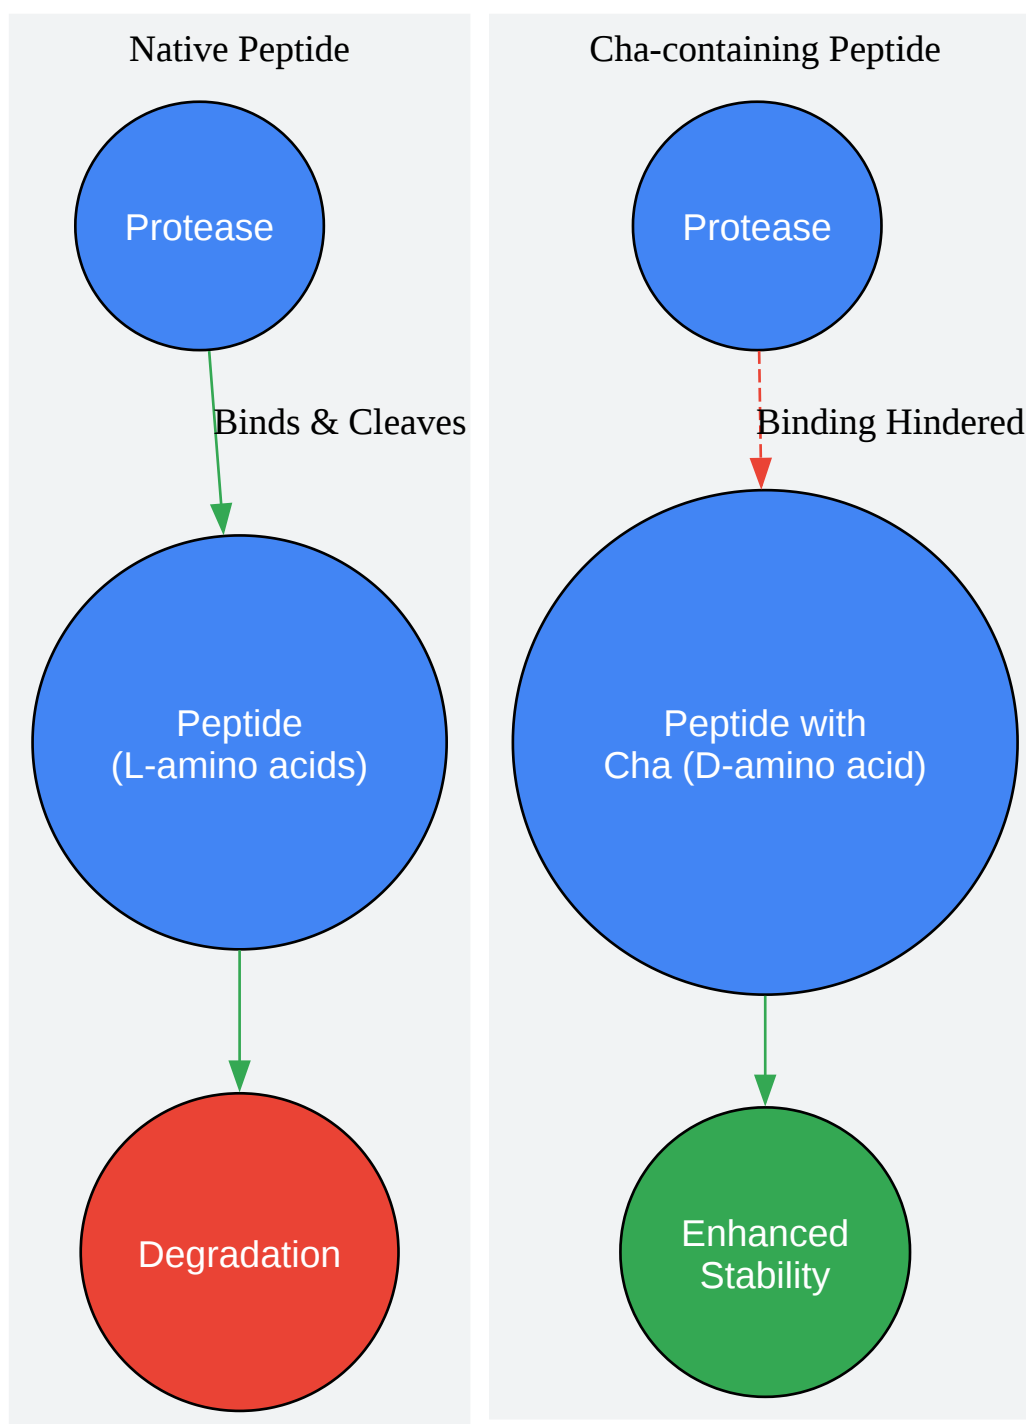 Native Peptide
Protease
Binds & Cleaves
Peptide
(L-amino acids)
Degradation
Cha-containing Peptide
Protease
Binding Hindered
Peptide with
Cha (D-amino acid)
Enhanced
Stability